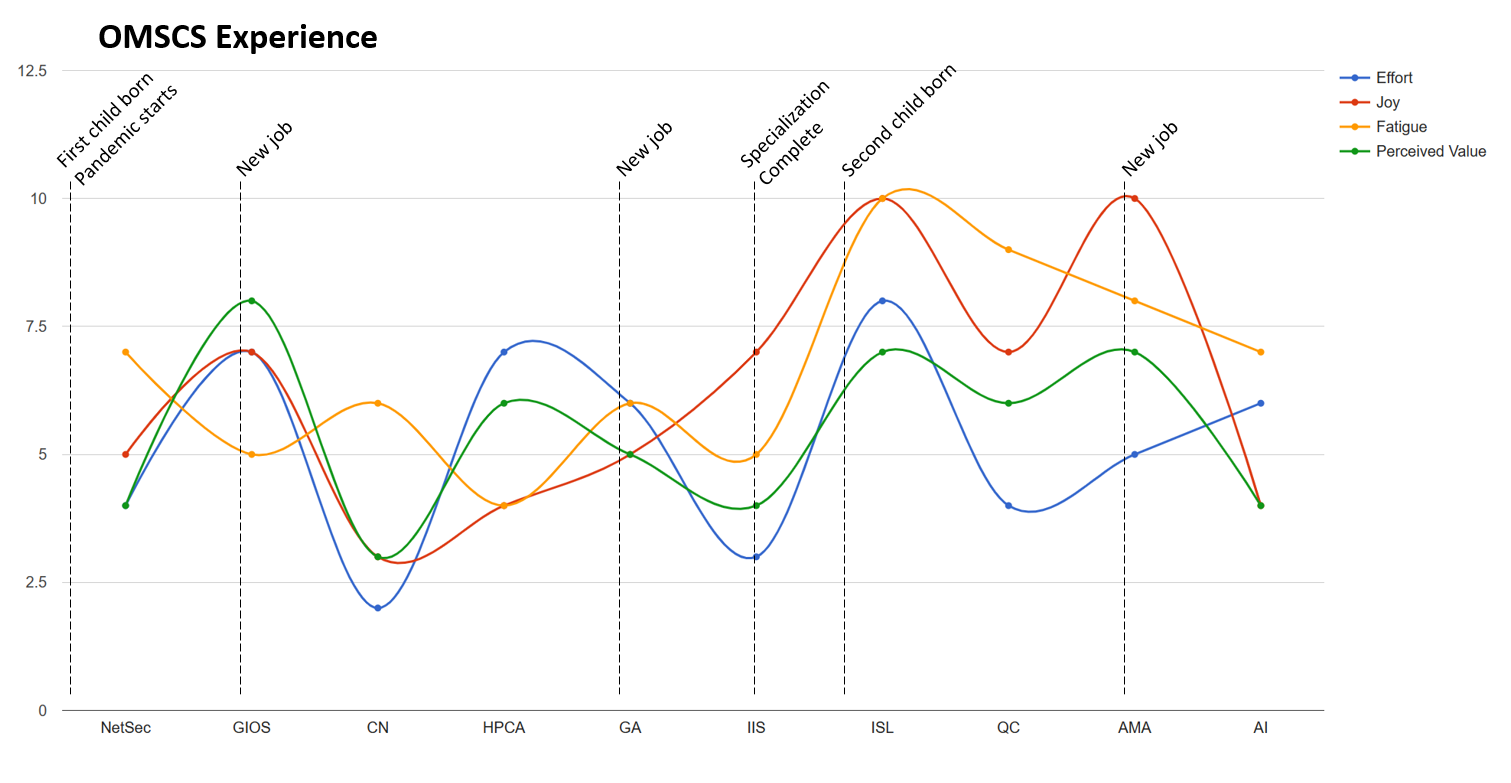 OMSCS Experience
12.5
10
7.5
5
2.5
0
First child born
Pandemic starts
New job
New job
Specialization
Complete
Second child born
New job
Effort
Joy
Fatigue
Perceived Value
NetSec
GIOS
CN
HPCA
GA
IIS
ISL
QC
AMA
AI